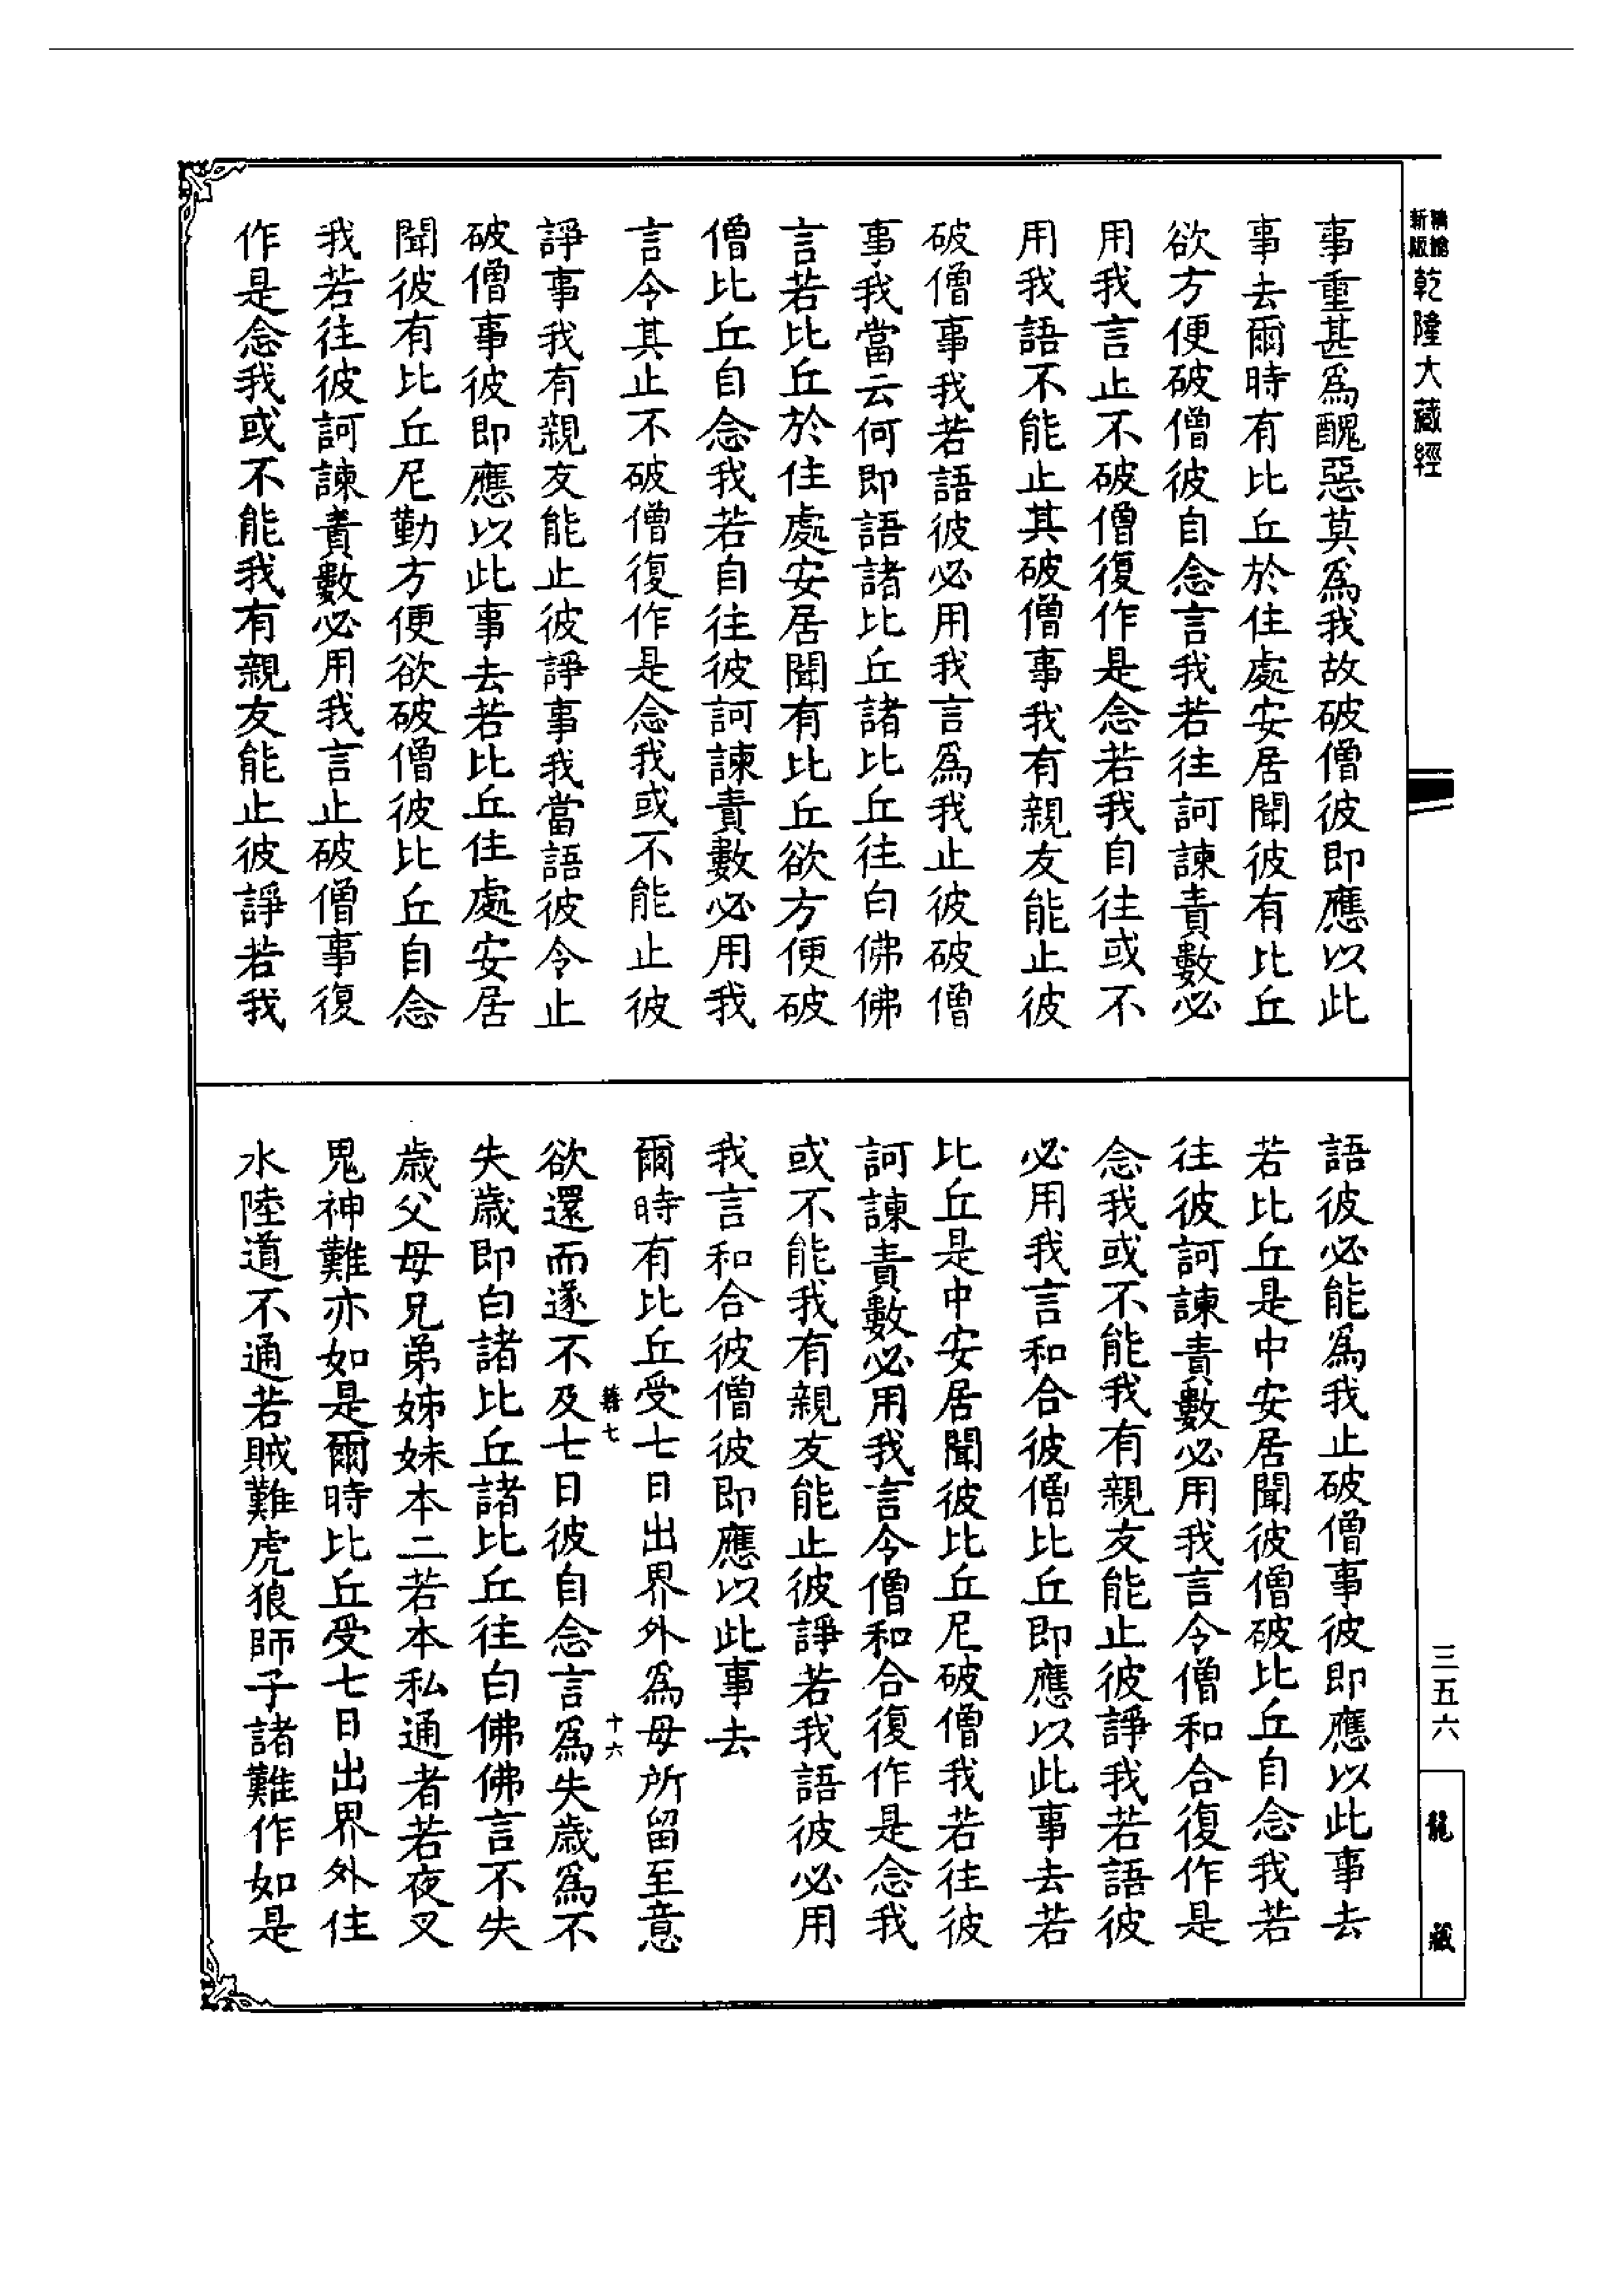 精繪
新版
乾隆大藏經
事重甚爲醜惡莫爲我故破僧彼即應以此
事去爾時有比丘於住處安居聞彼有比丘
欲方便破僧彼自念言我若往訶諫責數必
用我言止不破僧復作是念若我自往或不
用我語不能止其破僧事我有親友能止彼
破僧事我若語彼必用我言爲我止彼破僧
事我當云何即語諸比丘諸比丘往白佛佛
言若比丘於住處安居聞有比丘欲方便破
僧比丘自念我若自往彼訶諫責數必用我
言令其止不破僧復作是念我或不能止彼
諍事我有親友能止彼諍事我當語彼令止
破僧事彼即應以此事去若比丘住處安居
聞彼有比丘尼勤方便欲破僧彼比丘自念
我若往彼訶諫責數必用我言止破僧事復
作是念我或不能我有親友能止彼諍若我
語彼必能爲我止破僧事彼即應以此事去
若比丘是中安居聞彼僧破比丘自念我若
往彼訶諫責數必用我言令僧和合復作是
念我或不能我有親友能止彼諍我若語彼
必用我言和合彼僧比丘即應以此事去若
比丘是中安居聞彼比丘尼破僧我若往彼
訶諫責數必用我言令僧和合復作是念我
或不能我有親友能止彼諍若我語彼必用
我言和合彼僧彼即應以此事去
爾時有比丘受七日出界外爲母所留至意
七 十六
欲還而遂不及七日彼自念言爲失歲爲不
失歲即白諸比丘諸比丘往白佛佛言不失
歲父母兄弟姊妹本二若本私通者若夜叉
鬼神難亦如是爾時比丘受七日出界外住
水陸道不通若賊難虎狼師子諸難作如是
三五六
龍藏